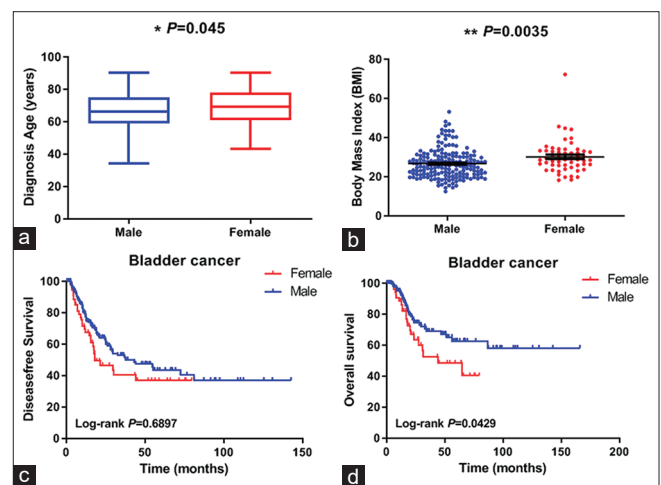 * P=0.045
Diagnosis Age (years)
100
80
60
40
20
0
Male
Female
a
** P=0.0035
Body Mass Index (BMI)
80
60
40
20
0
Male
Female
b
Bladder cancer
Female
Male
Diseasefree Survival
100
80
60
40
20
0
Log-rank P=0.6897
0
50
100
150
Time (months)
c
Bladder cancer
Female
Male
Overall survival
100
80
60
40
20
0
Log-rank P=0.0429
0
50
100
150
200
Time (months)
d